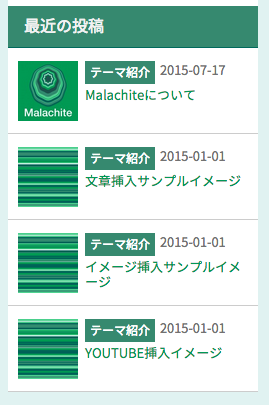 最近の投稿
テーマ紹介 2015-07-17
Malachiteについて
Malachite
テーマ紹介 2015-01-01
文章挿入サンプルイメージ
テーマ紹介 2015-01-01
イメージ挿入サンプルイメ
ージ
テーマ紹介 2015-01-01
YOUTUBE挿入イメージ